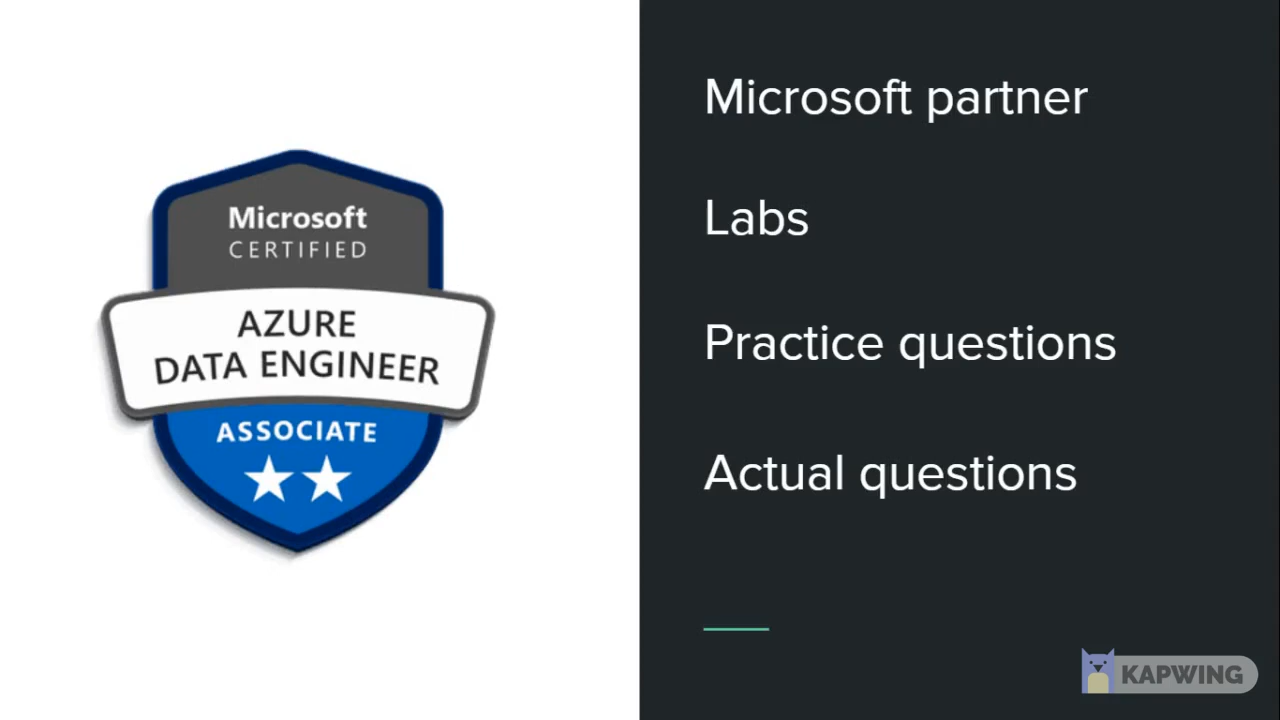 Microsoft
CERTIFIED
AZURE
DATA ENGINEER
ASSOCIATE
Microsoft partner
Labs
Practice questions
Actual questions
KAPWING